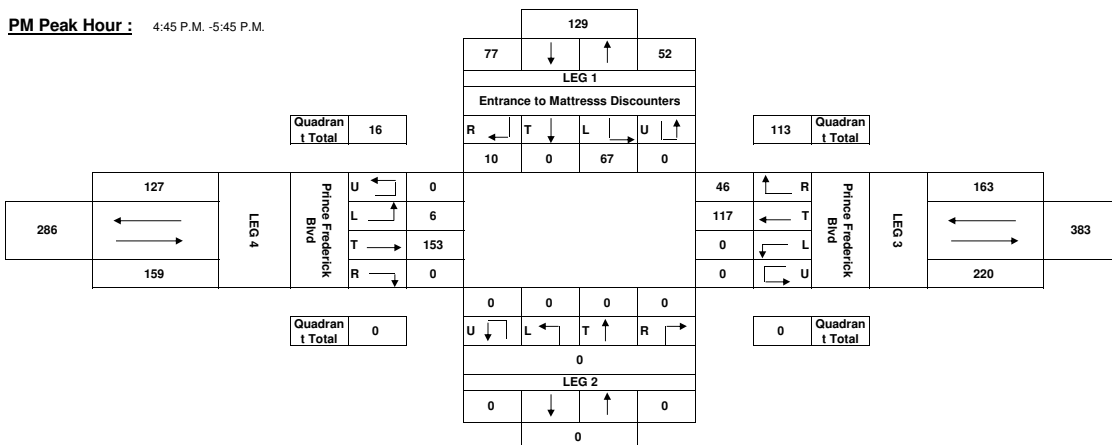 PM Peak Hour : 4:45 P.M. -5:45 P.M.
129
77 52
LEG 1
Entrance to Mattresss Discounters
Quadran
t Total
16
R T L U
113
Quadran
t Total
10 0 67 0
127
LEG 4
Prince Frederick
Blvd
U 0
46 R
Prince Frederick
Blvd
LEG 3
163
286
L 6
117 T
383
T 153
0 L
159
R 0
0 U
220
0 0 0 0
Quadran
t Total
0
U L T R
0
Quadran
t Total
0
LEG 2
0 0
0